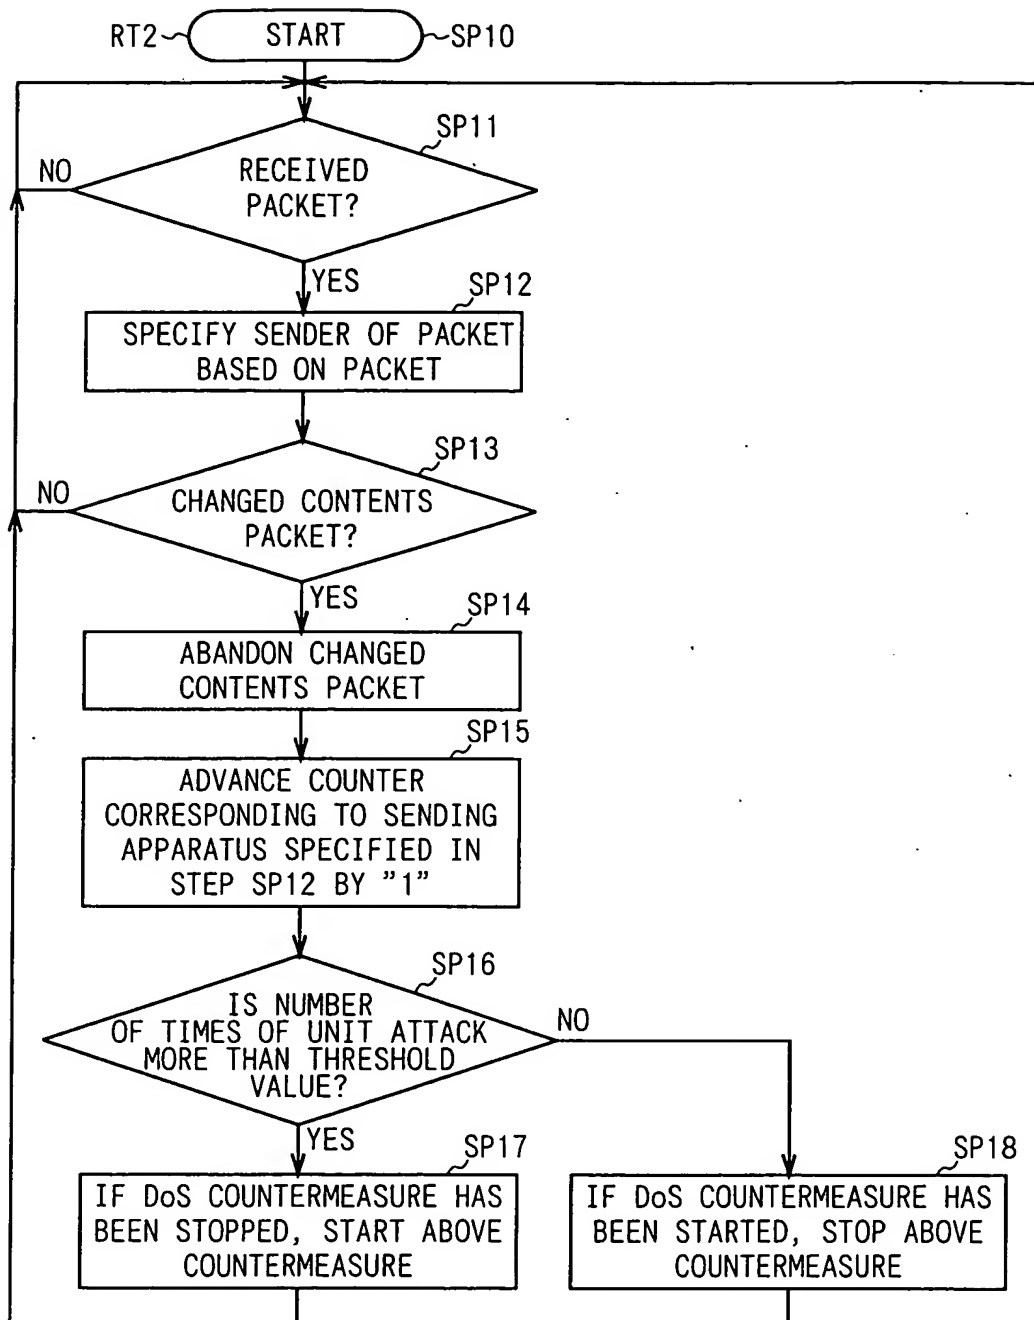 RT2
START
SP10
SP11
NO
RECEIVED
PACKET?
YES
SP12
SPECIFY SENDER OF PACKET
BASED ON PACKET
SP13
NO
CHANGED CONTENTS
PACKET?
YES
SP14
ABANDON CHANGED
CONTENTS PACKET
SP15
ADVANCE COUNTER
CORRESPONDING TO SENDING
APPARATUS SPECIFIED IN
STEP SP12 BY ”1”
SP16
IS NUMBER
OF TIMES OF UNIT ATTACK
MORE THAN THRESHOLD
VALUE?
NO
YES
SP17
IF DoS COUNTERMEASURE HAS
BEEN STOPPED, START ABOVE
COUNTERMEASURE
SP18
IF DoS COUNTERMEASURE HAS
BEEN STARTED, STOP ABOVE
COUNTERMEASURE